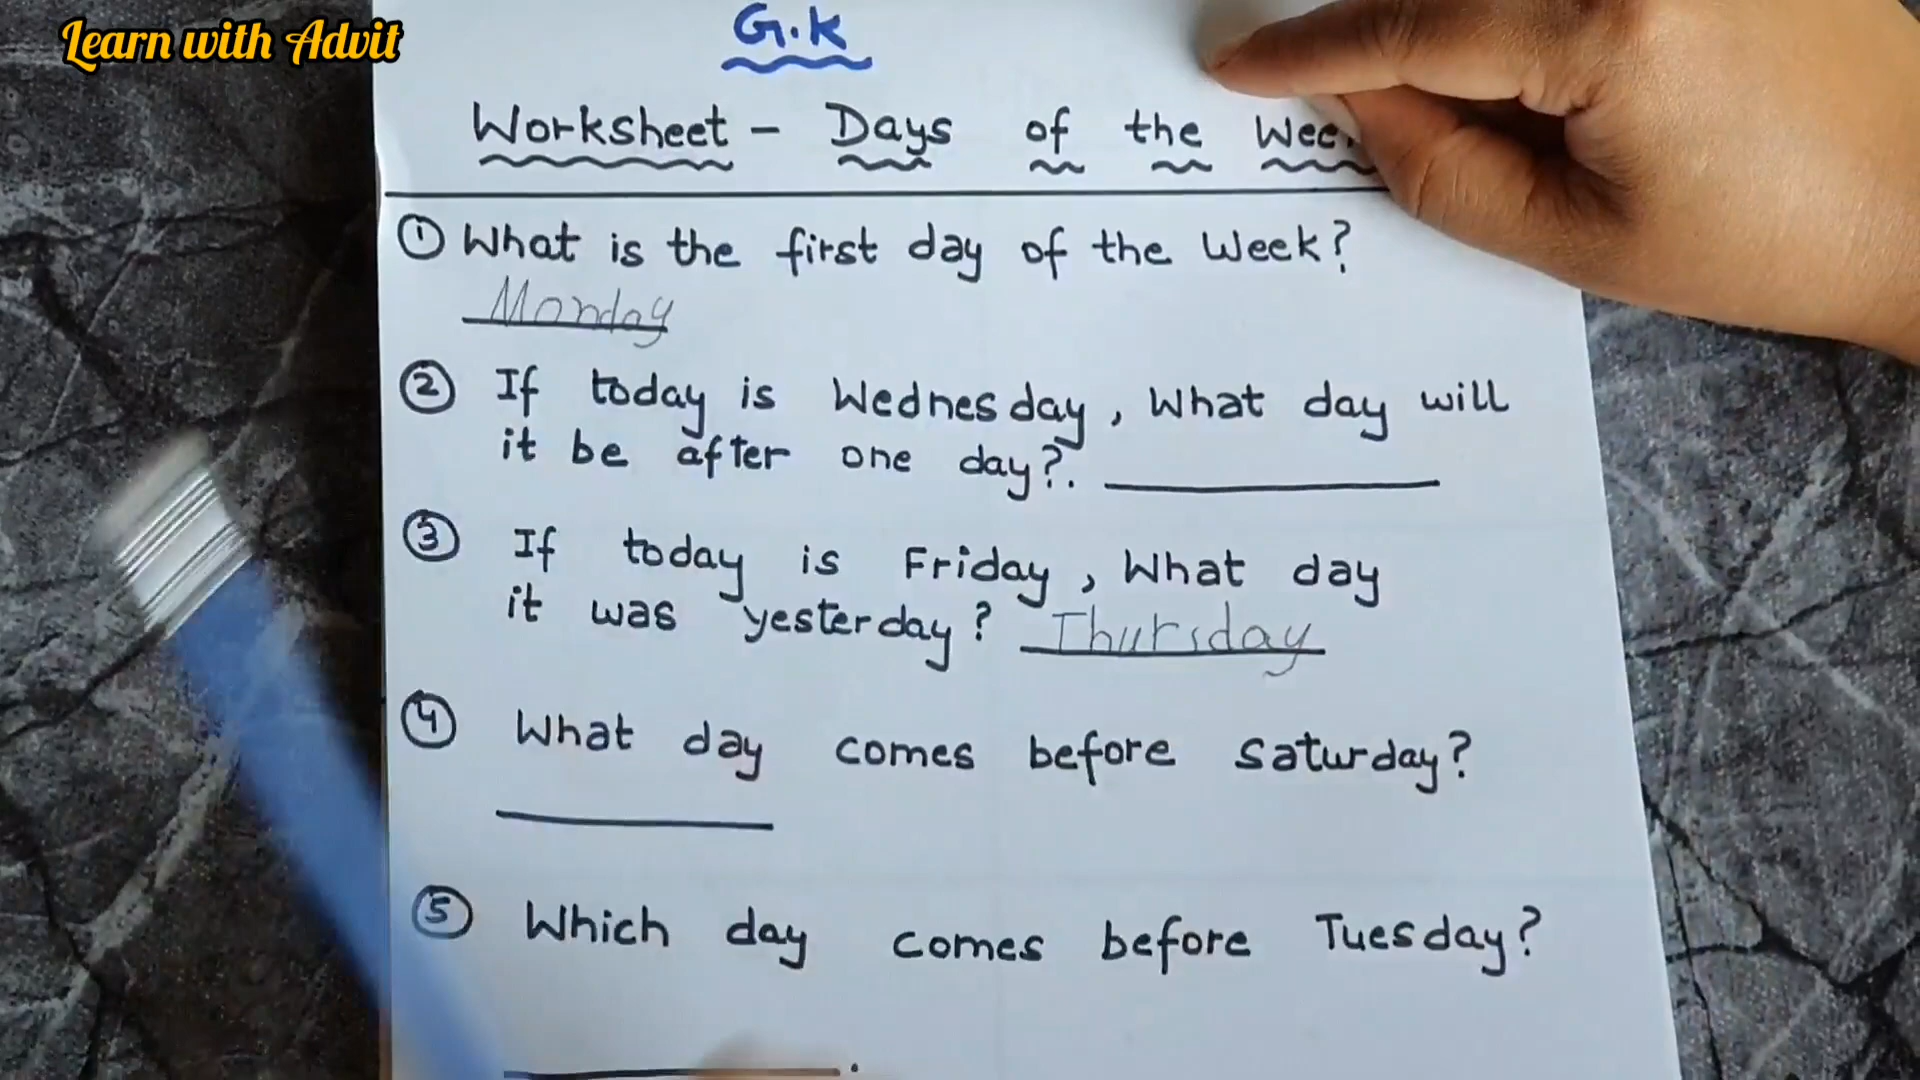 Learn with Advit
G.K
Worksheet - Days of the
① What is the first day of the Week?
Monday
② If today is Wednesday, What day will
it be after one day?.
③ If today is Friday, What day
it was yesterday? Thursday
④ What day comes before Saturday?
⑤ Which day comes before Tuesday?
.